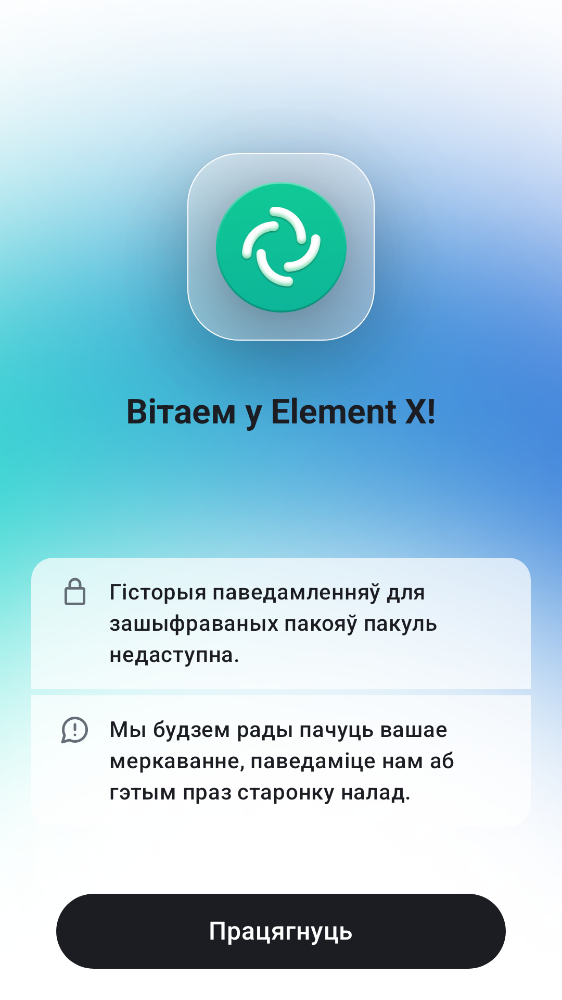 Вітаем у Element X!
Гісторыя паведамленняў для
зашыфраваных пакояў пакуль
недаступна.
Мы будзем рады пачуць вашае
меркаванне, паведаміце нам аб
гэтым праз старонку налад.
Працягнуць